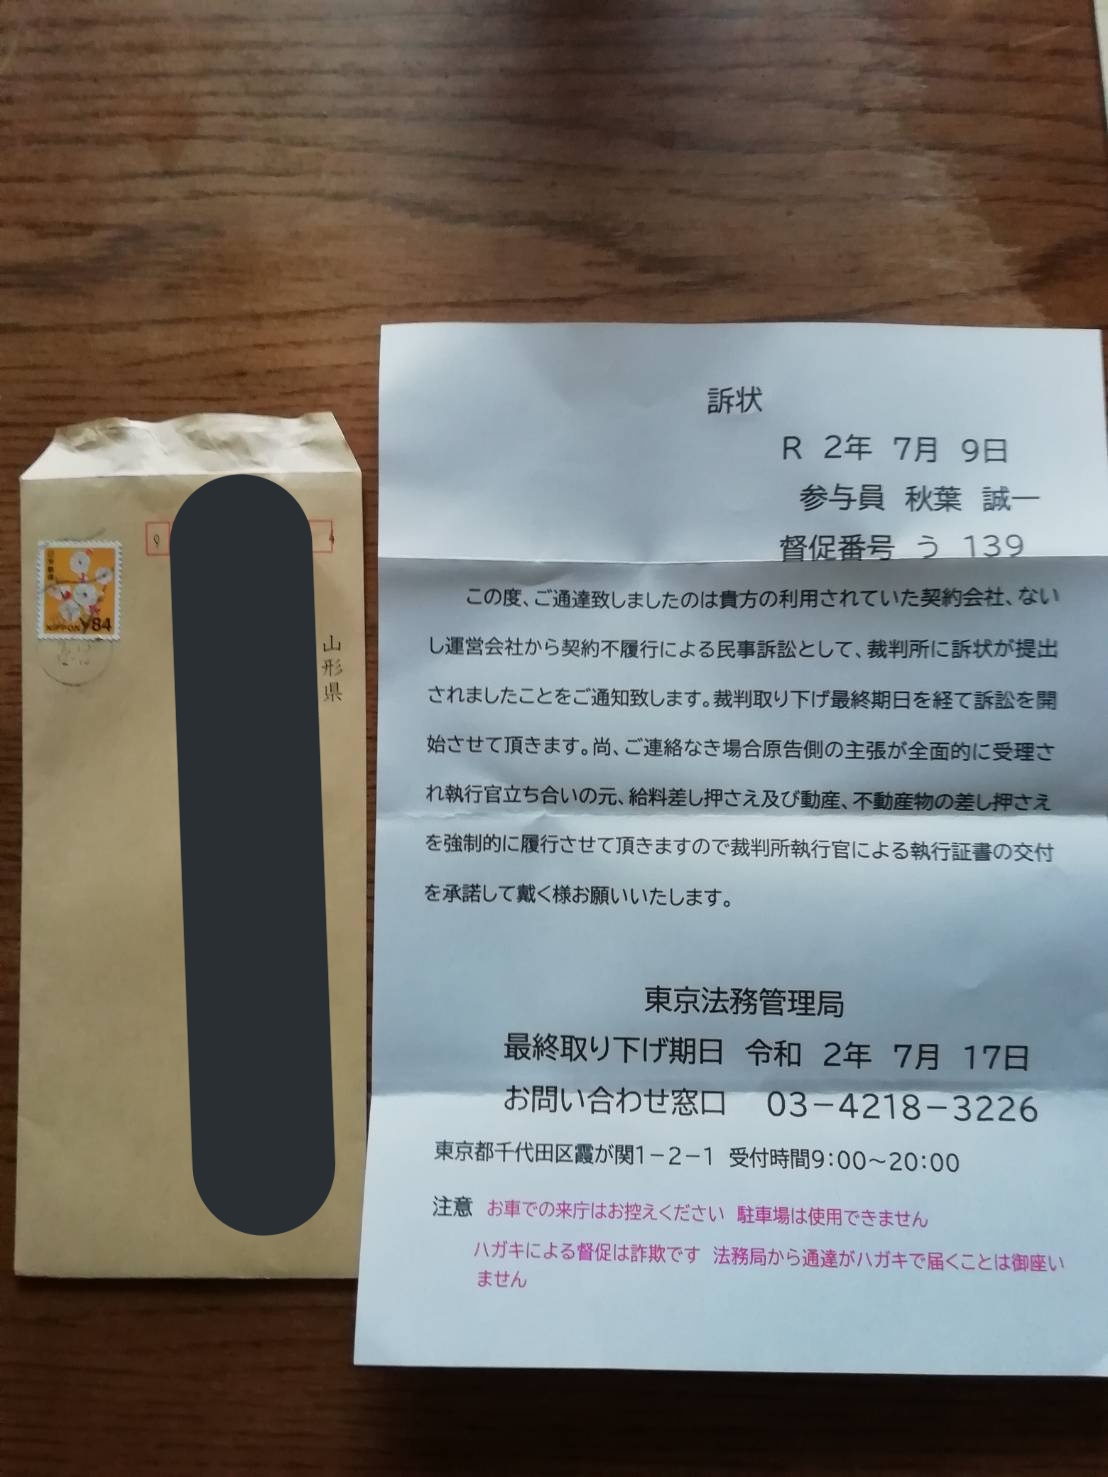 日本郵便
NIPPON 84
山形県
訴状
R 2年 7月 9日
参与員 秋葉 誠一
督促番号 う 139
この度、ご通達致しましたのは貴方の利用されていた契約会社、ない
し運営会社から契約不履行による民事訴訟として、裁判所に訴状が提出
されましたことをご通知致します。裁判取り下げ最終期日を経て訴訟を開
始させて頂きます。尚、ご連絡なき場合原告側の主張が全面的に受理さ
れ執行官立ち合いの元、給料差し押さえ及び動産、不動産物の差し押さえ
を強制的に履行させて頂きますので裁判所執行官による執行証書の交付
を承諾して戴く様お願いいたします。
東京法務管理局
最終取り下げ期日 令和 2年 7月 17日
お問い合わせ窓口 03－4218－3226
東京都千代田区霞が関1－2－1 受付時間9：00～20：00
注意 お車での来庁はお控えください 駐車場は使用できません
ハガキによる督促は詐欺です 法務局から通達がハガキで届くことは御座い
ません